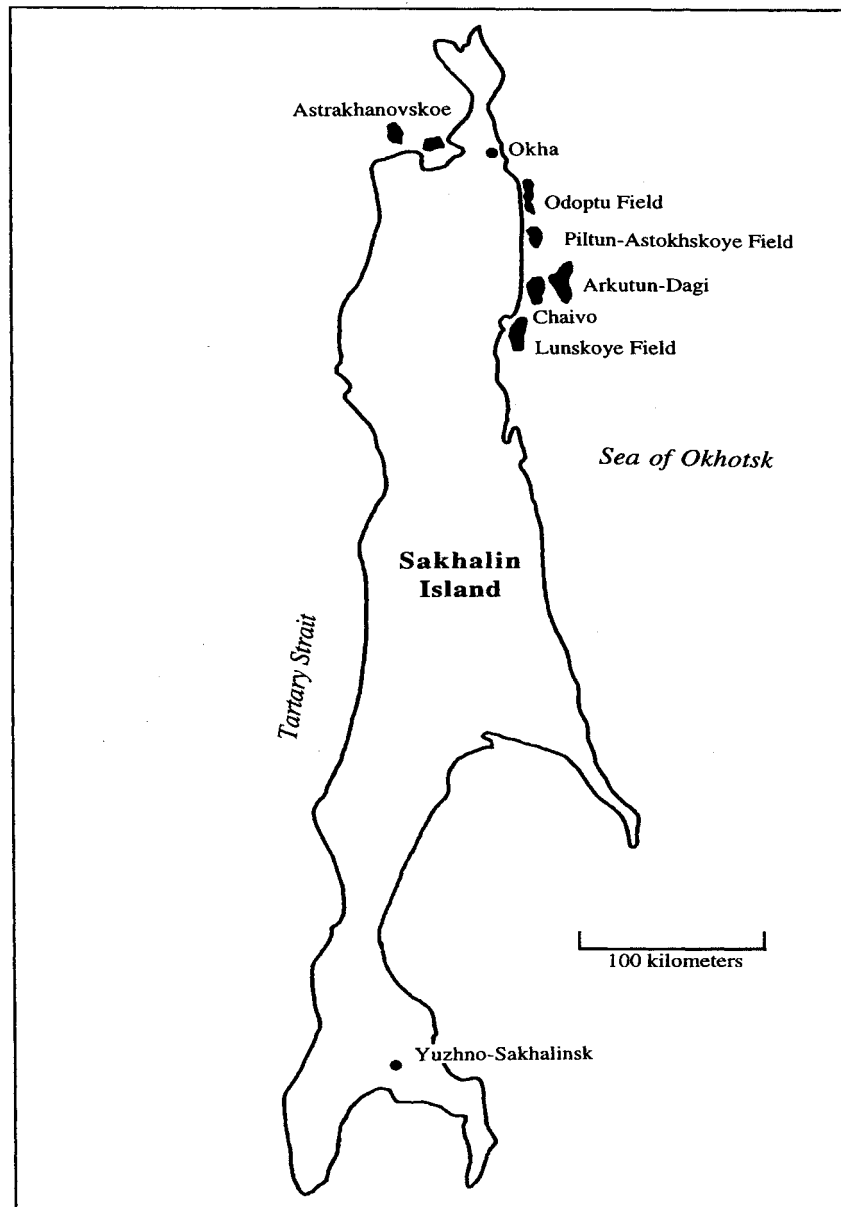 Astrakhanovskoe
Okha
Odoptu Field
Piltun-Astokhskoye Field
Arkutun-Dagi
Chaivo
Lunskoye Field
Sea of Okhotsk
Sakhalin
Island
Tartary Strait
100 kilometers
Yuzhno-Sakhalinsk